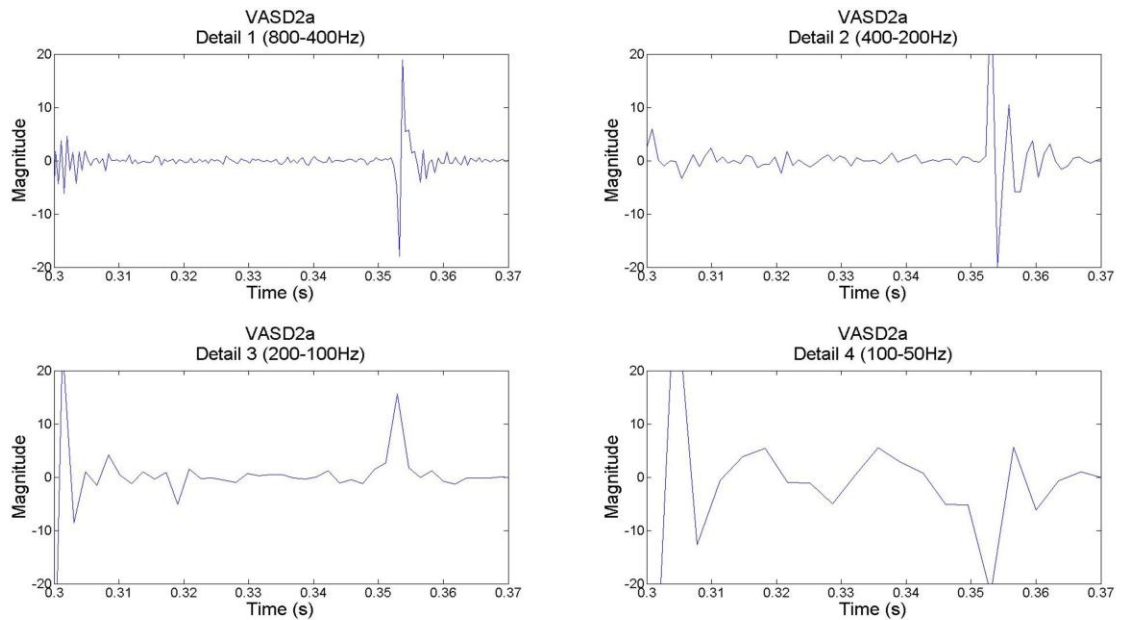 VASD2a
Detail 1 (800-400Hz)
Magnitude
20
10
0
-10
-20
0.3 0.31 0.32 0.33 0.34 0.35 0.36 0.37
Time (s)
VASD2a
Detail 2 (400-200Hz)
Magnitude
20
10
0
-10
-20
0.3 0.31 0.32 0.33 0.34 0.35 0.36 0.37
Time (s)
VASD2a
Detail 3 (200-100Hz)
Magnitude
20
10
0
-10
-20
0.3 0.31 0.32 0.33 0.34 0.35 0.36 0.37
Time (s)
VASD2a
Detail 4 (100-50Hz)
Magnitude
20
10
0
-10
-20
0.3 0.31 0.32 0.33 0.34 0.35 0.36 0.37
Time (s)